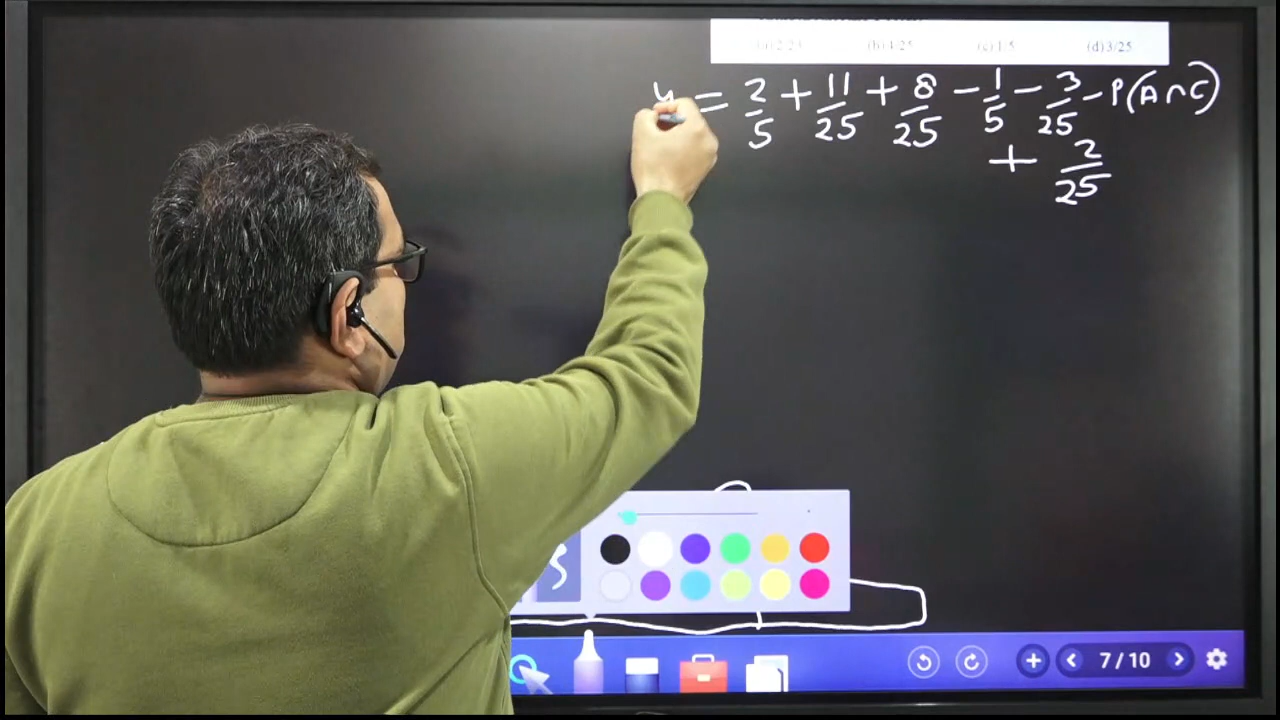 (b) 4/25 (c) 1/5 (d) 3/25
= 2/5 + 11/25 + 8/25 - 1/5 - 3/25 - P(A∩C)
+ 2/25
7/10